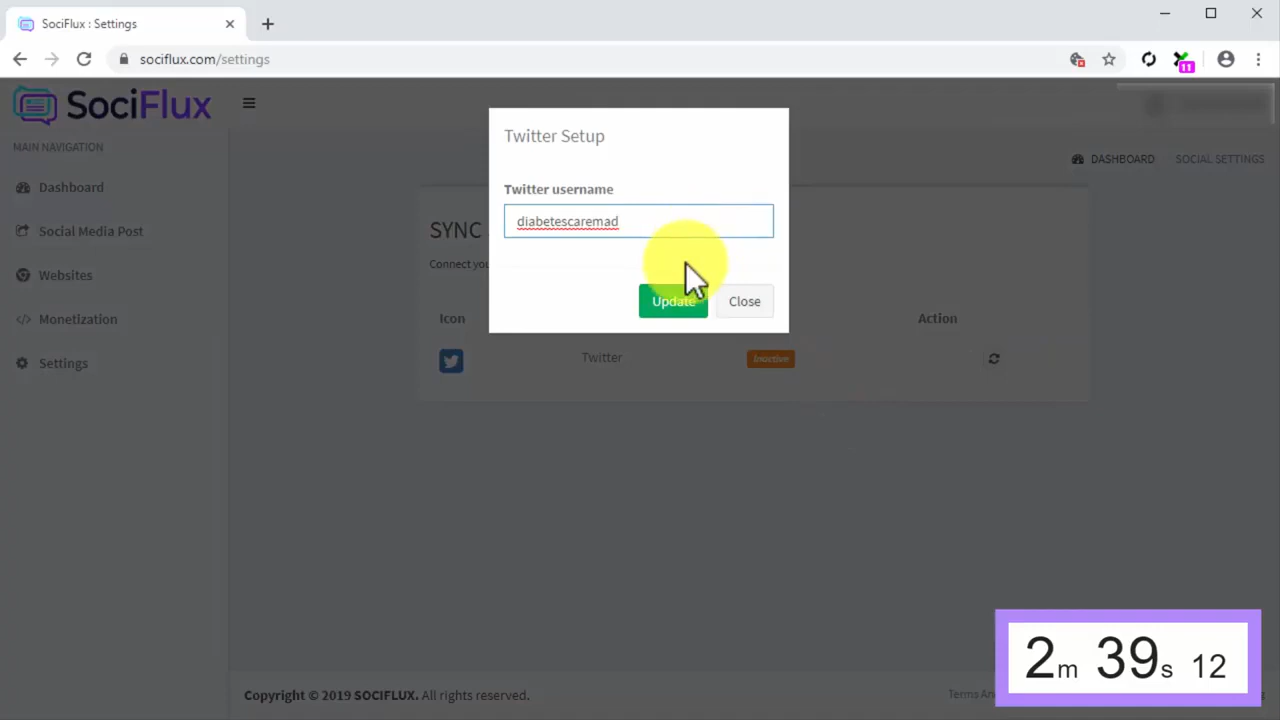 SociFlux : Settings
sociflux.com/settings
11
SociFlux
MAIN NAVIGATION
Dashboard
Social Media Post
Websites
Monetization
Settings
DASHBOARD
SOCIAL SETTINGS
Twitter Setup
Twitter username
diabetescaremad
Update
Close
SYNC
Connect you
Icon
Action
Twitter
Inactive
Copyright © 2019 SOCIFLUX. All rights reserved.
2m 39s 12